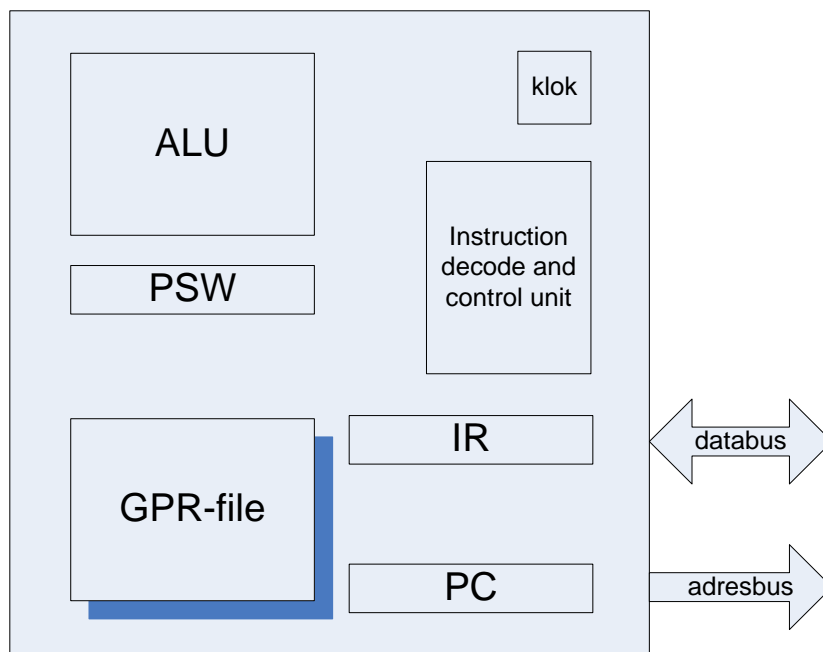 klok
ALU
Instruction
decode and
control unit
PSW
IR
databus
GPR-file
PC
adresbus